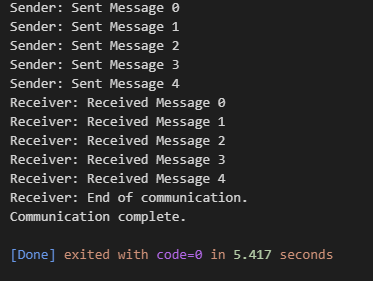 Sender: Sent Message 0
Sender: Sent Message 1
Sender: Sent Message 2
Sender: Sent Message 3
Sender: Sent Message 4
Receiver: Received Message 0
Receiver: Received Message 1
Receiver: Received Message 2
Receiver: Received Message 3
Receiver: Received Message 4
Receiver: End of communication.
Communication complete.
[Done] exited with code=0 in 5.417 seconds